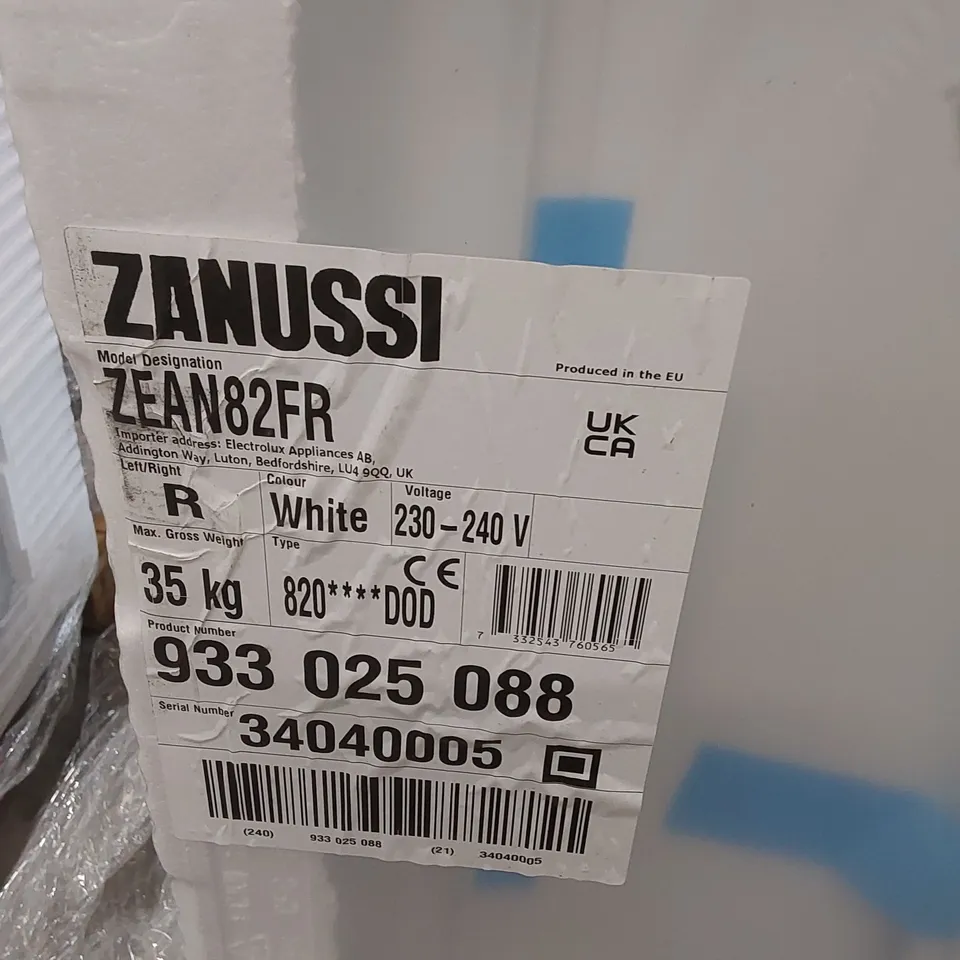 ZANUSSI
Model Designation
Produced in the EU
ZEAN82FR
UK
CA
Importer address: Electrolux Appliances AB,
Addington Way, Luton, Bedfordshire, LU4 9QQ, UK
Left/Right
Colour
Voltage
R
White
230-240 V
Max. Gross Weight
Type
CE
35 kg
820****DOD
7 332543 760565
Product Number
933 025 088
Serial Number
34040005
(240) 933 025 088 (21) 34040005